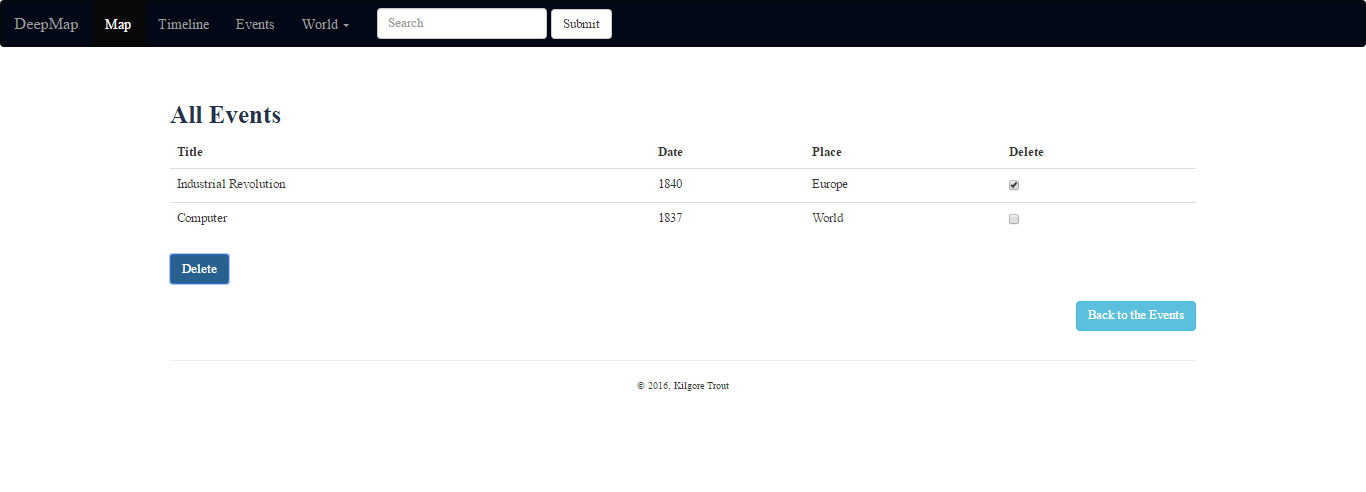 DeepMap Map Timeline Events World Search Submit
All Events
Title Date Place Delete
Industrial Revolution 1840 Europe
Computer 1837 World
Delete
Back to the Events
© 2016, Kilgore Trout